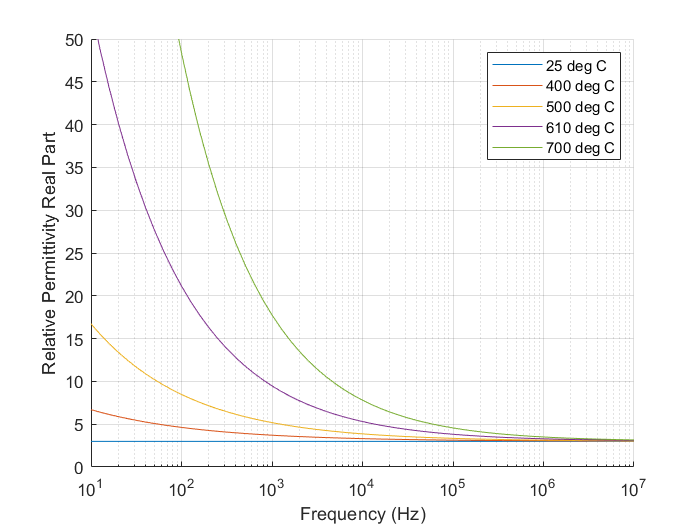 50
45
40
35
30
25
20
15
10
5
0
Relative Permittivity Real Part
25 deg C
400 deg C
500 deg C
610 deg C
700 deg C
10^1 10^2 10^3 10^4 10^5 10^6 10^7
Frequency (Hz)